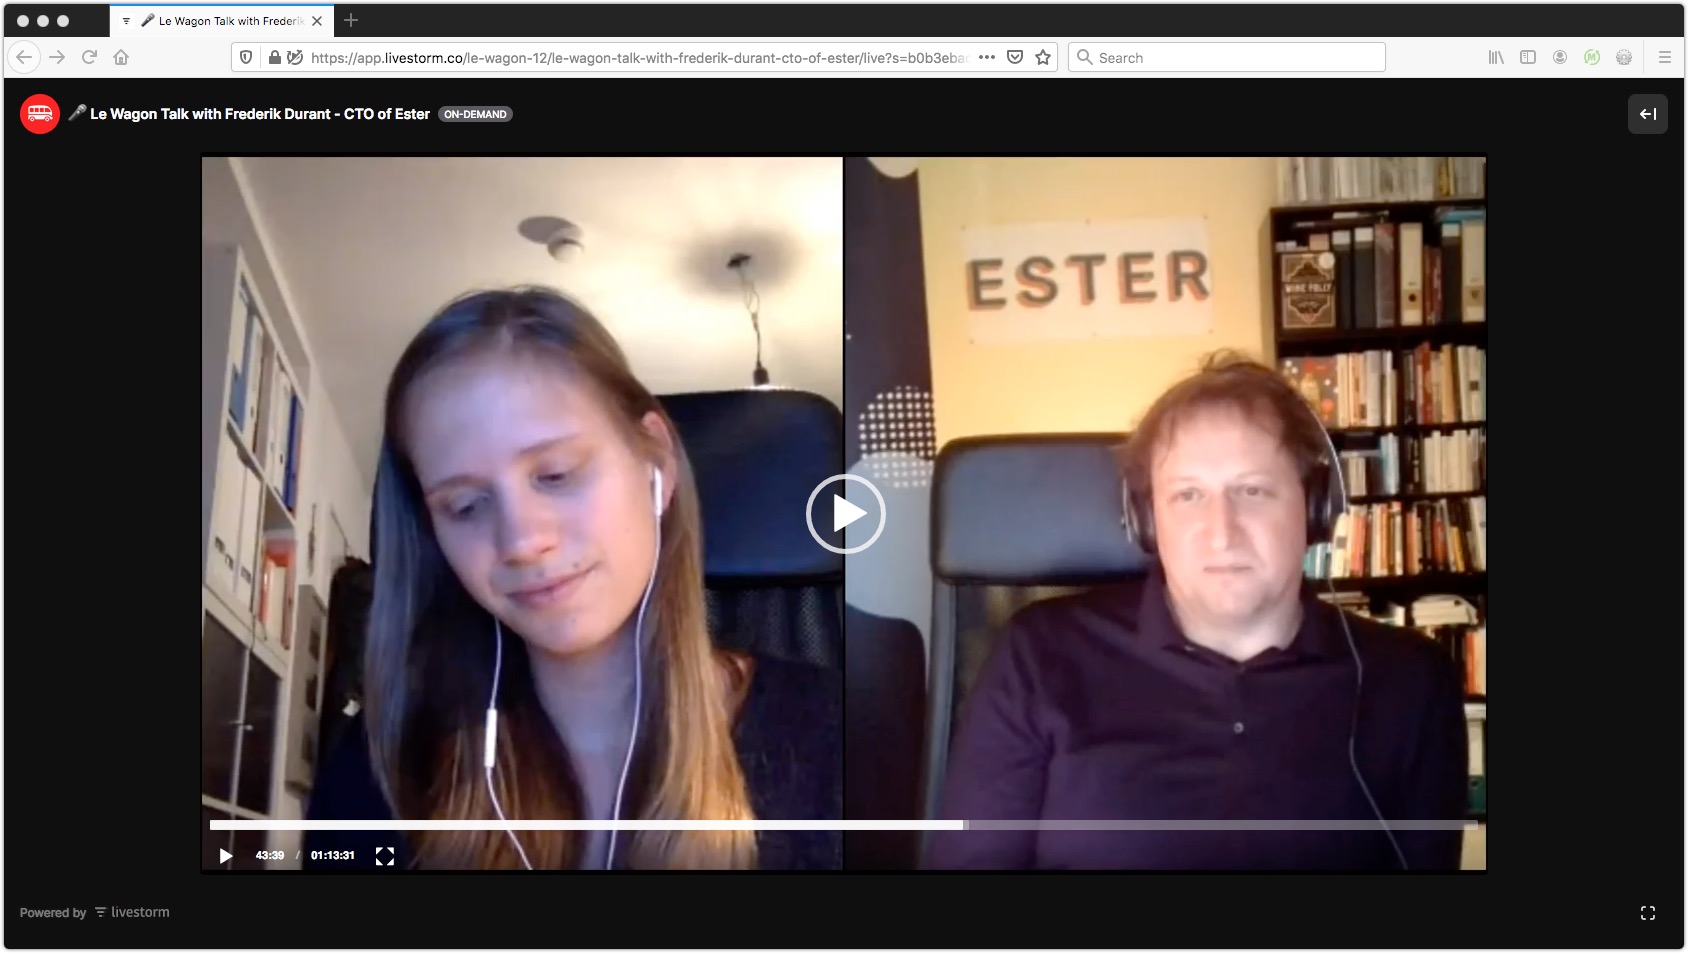 Le Wagon Talk with Frederik
https://app.livestorm.co/le-wagon-12/le-wagon-talk-with-frederik-durant-cto-of-ester/live?s=b0b3ebac
Search
🎤 Le Wagon Talk with Frederik Durant - CTO of Ester ON-DEMAND
ESTER
WINE FOLLY
43:39 / 01:13:31
Powered by livestorm